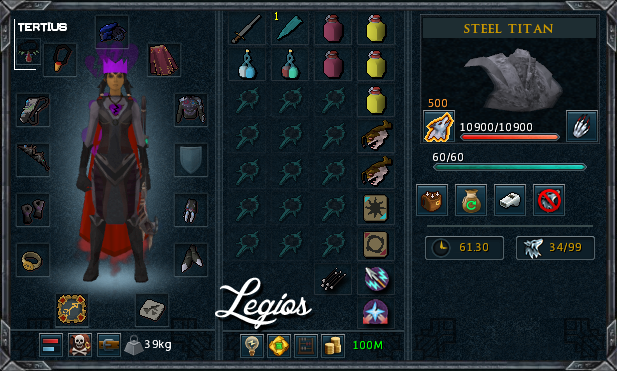 TERTIUS
1
STEEL TITAN
500
10900/10900
60/60
61.30
34/99
Legios
39kg
100M